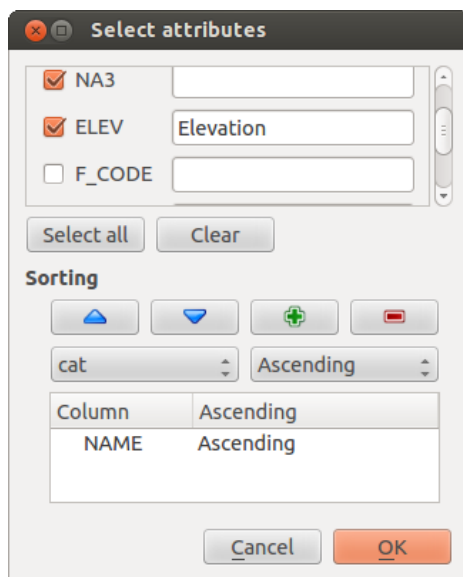 Select attributes
NA3
ELEV Elevation
F_CODE
Select all Clear
Sorting
cat Ascending
Column Ascending
NAME Ascending
Cancel OK